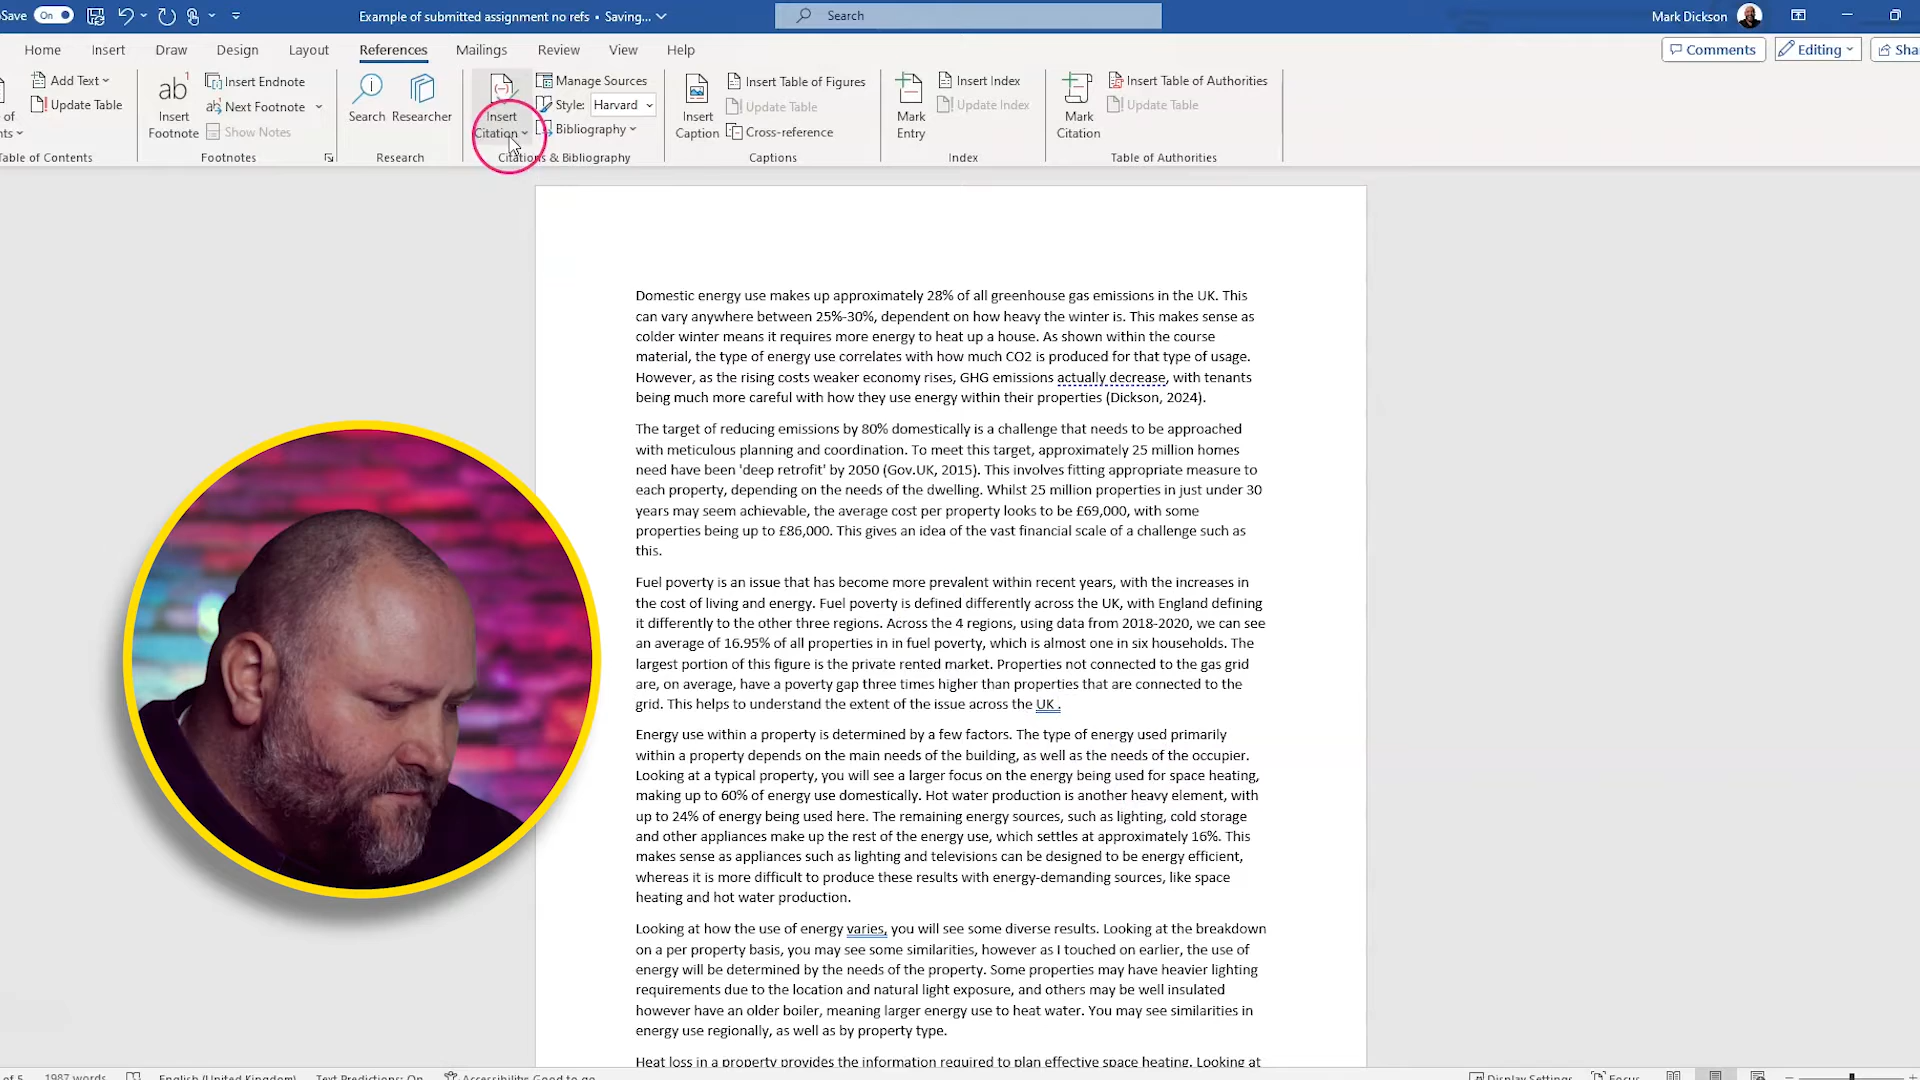 Save On Example of submitted assignment no refs • Saving... Search Mark Dickson
Home Insert Draw Design Layout References Mailings Review View Help Comments Editing
Add Text Update Table
Table of Contents
Insert Footnote Insert Endnote Next Footnote Show Notes
Footnotes
Search Researcher
Research
Insert Citation Manage Sources Style: Harvard Bibliography
Citations & Bibliography
Insert Caption Insert Table of Figures Update Table Cross-reference
Captions
Mark Entry Insert Index Update Index
Index
Mark Citation Insert Table of Authorities Update Table
Table of Authorities
Domestic energy use makes up approximately 28% of all greenhouse gas emissions in the UK. This
can vary anywhere between 25%-30%, dependent on how heavy the winter is. This makes sense as
colder winter means it requires more energy to heat up a house. As shown within the course
material, the type of energy use correlates with how much CO2 is produced for that type of usage.
However, as the rising costs weaker economy rises, GHG emissions actually decrease, with tenants
being much more careful with how they use energy within their properties (Dickson, 2024).
The target of reducing emissions by 80% domestically is a challenge that needs to be approached
with meticulous planning and coordination. To meet this target, approximately 25 million homes
need have been 'deep retrofit' by 2050 (Gov.UK, 2015). This involves fitting appropriate measure to
each property, depending on the needs of the dwelling. Whilst 25 million properties in just under 30
years may seem achievable, the average cost per property looks to be £69,000, with some
properties being up to £86,000. This gives an idea of the vast financial scale of a challenge such as
this.
Fuel poverty is an issue that has become more prevalent within recent years, with the increases in
the cost of living and energy. Fuel poverty is defined differently across the UK, with England defining
it differently to the other three regions. Across the 4 regions, using data from 2018-2020, we can see
an average of 16.95% of all properties in in fuel poverty, which is almost one in six households. The
largest portion of this figure is the private rented market. Properties not connected to the gas grid
are, on average, have a poverty gap three times higher than properties that are connected to the
grid. This helps to understand the extent of the issue across the UK .
Energy use within a property is determined by a few factors. The type of energy used primarily
within a property depends on the main needs of the building, as well as the needs of the occupier.
Looking at a typical property, you will see a larger focus on the energy being used for space heating,
making up to 60% of energy use domestically. Hot water production is another heavy element, with
up to 24% of energy being used here. The remaining energy sources, such as lighting, cold storage
and other appliances make up the rest of the energy use, which settles at approximately 16%. This
makes sense as appliances such as lighting and televisions can be designed to be energy efficient,
whereas it is more difficult to produce these results with energy-demanding sources, like space
heating and hot water production.
Looking at how the use of energy varies, you will see some diverse results. Looking at the breakdown
on a per property basis, you may see some similarities, however as I touched on earlier, the use of
energy will be determined by the needs of the property. Some properties may have heavier lighting
requirements due to the location and natural light exposure, and others may be well insulated
however have an older boiler, meaning larger energy use to heat water. You may see similarities in
energy use regionally, as well as by property type.
Heat loss in a property provides the information required to plan effective space heating. Looking at
of 5 1987 words English (United Kingdom) Text Predictions: On Accessibility: Good to go Display Settings Focus